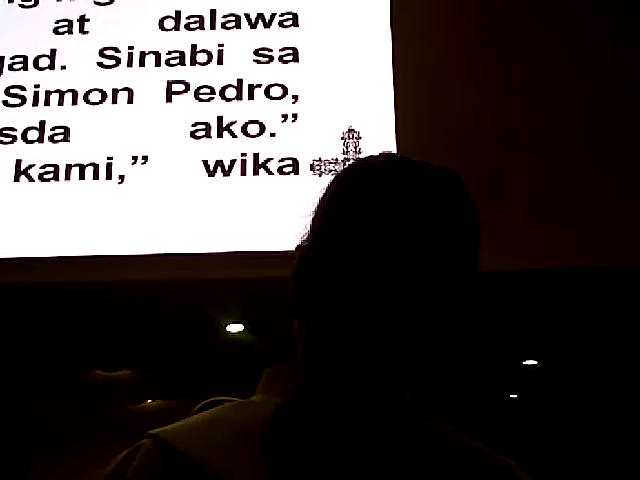 at dalawa
gad. Sinabi sa
Simon Pedro,
sda ako.”
kami,” wika